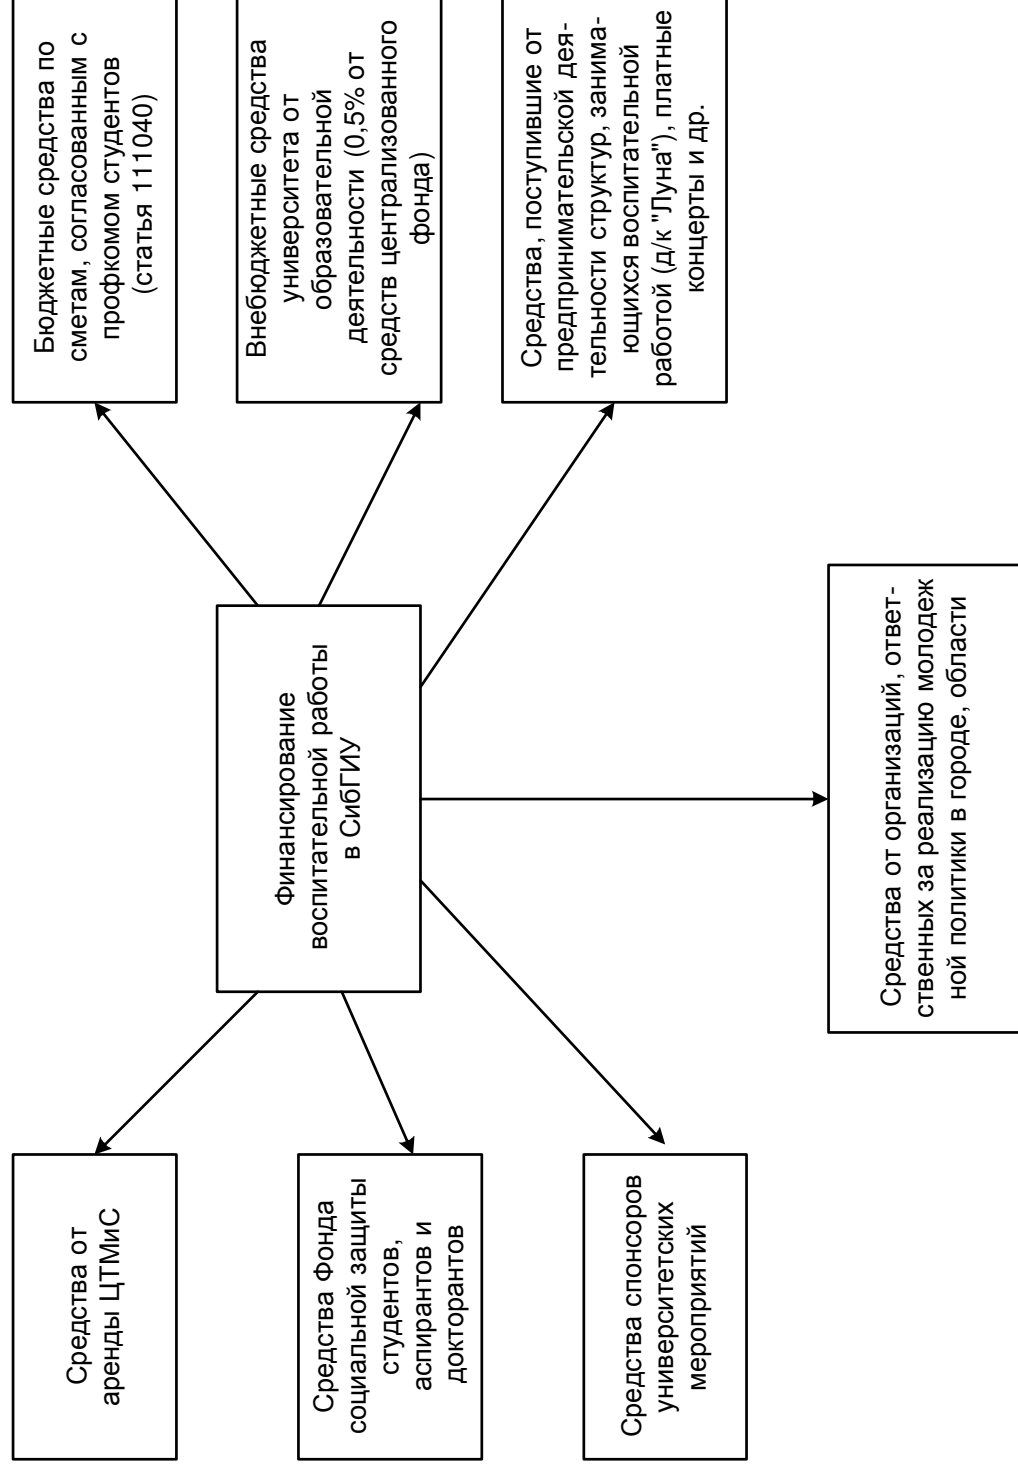 Средства от
аренды ЦТМиС
Бюджетные средства по
сметам, согласованным с
профкомом студентов
(статья 111040)
Финансирование
воспитательной работы
в СибГИУ
Средства Фонда
социальной защиты
студентов,
аспирантов и
докторантов
Внебюджетные средства
университета от
образовательной
деятельности (0,5% от
средств централизованного
фонда)
Средства спонсоров
университетских
мероприятий
Средства, поступившие от
предпринимательской дея-
тельности структур, занима-
ющихся воспитательной
работой (д/к "Луна"), платные
концерты и др.
Средства от организаций, ответ-
ственных за реализацию молодеж
ной политики в городе, области